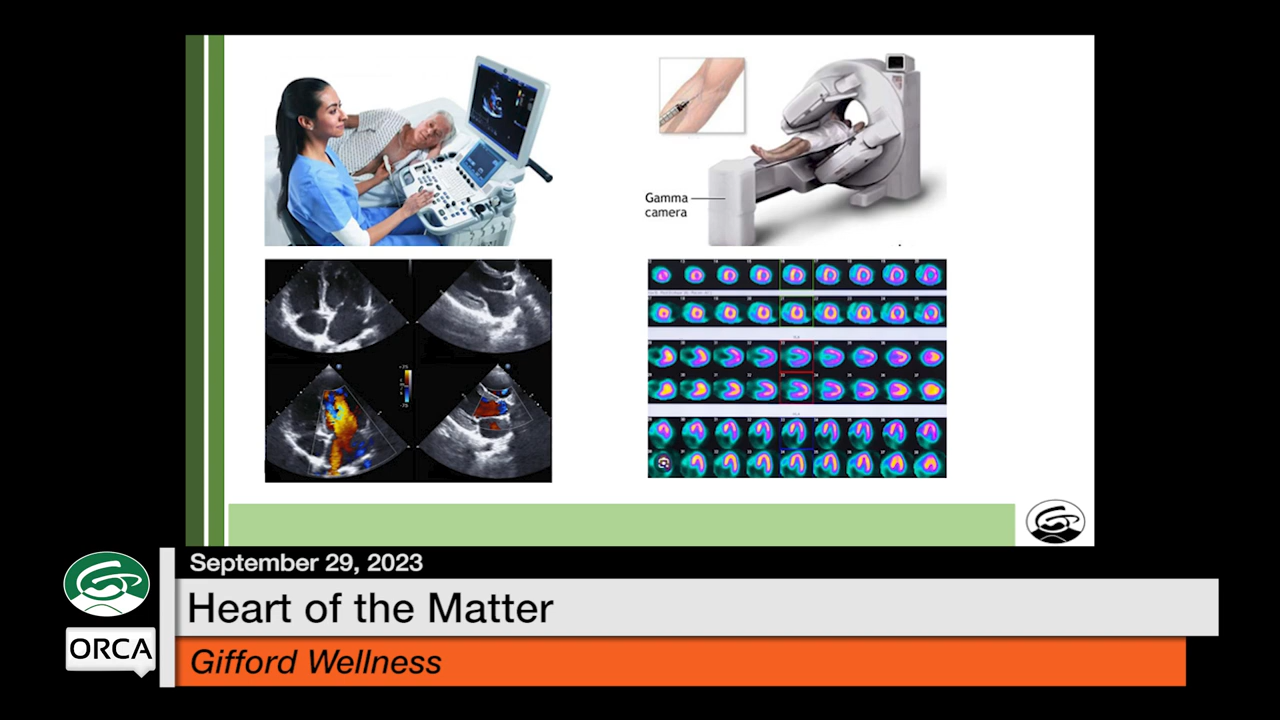 Gamma
camera
September 29, 2023
Heart of the Matter
Gifford Wellness
ORCA